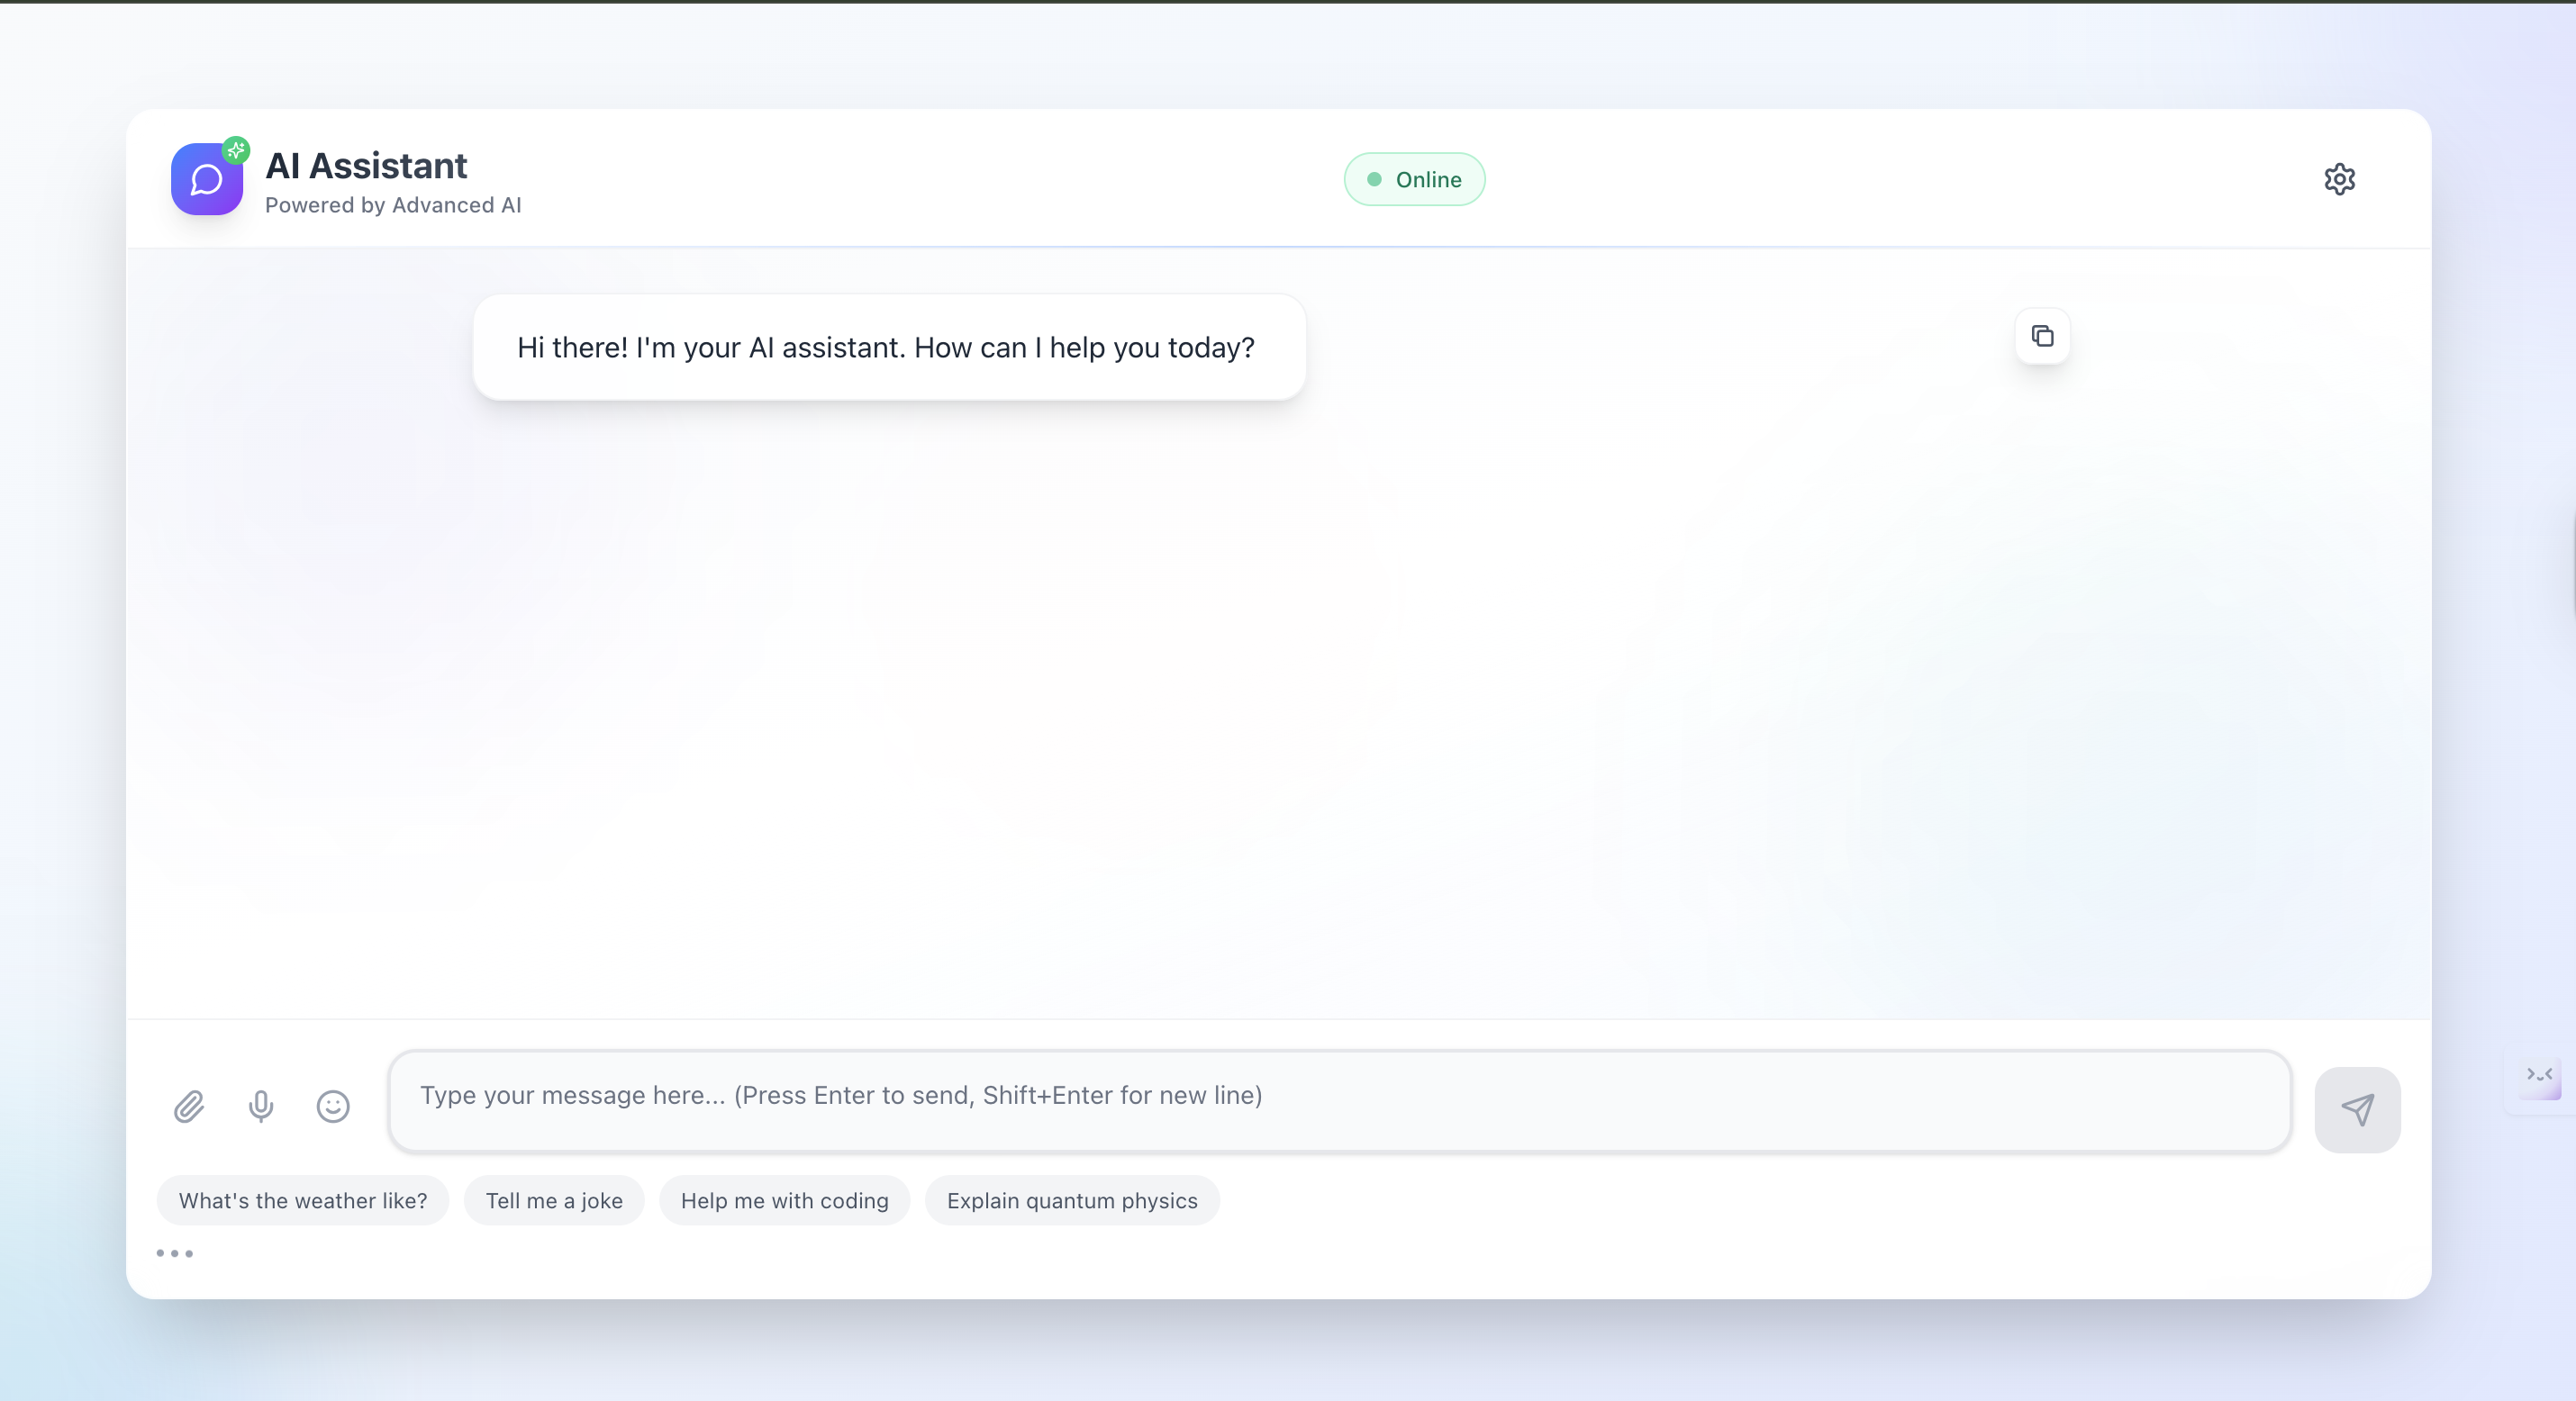 AI Assistant
Powered by Advanced AI
Online
Hi there! I'm your AI assistant. How can I help you today?
Type your message here... (Press Enter to send, Shift+Enter for new line)
What's the weather like?
Tell me a joke
Help me with coding
Explain quantum physics